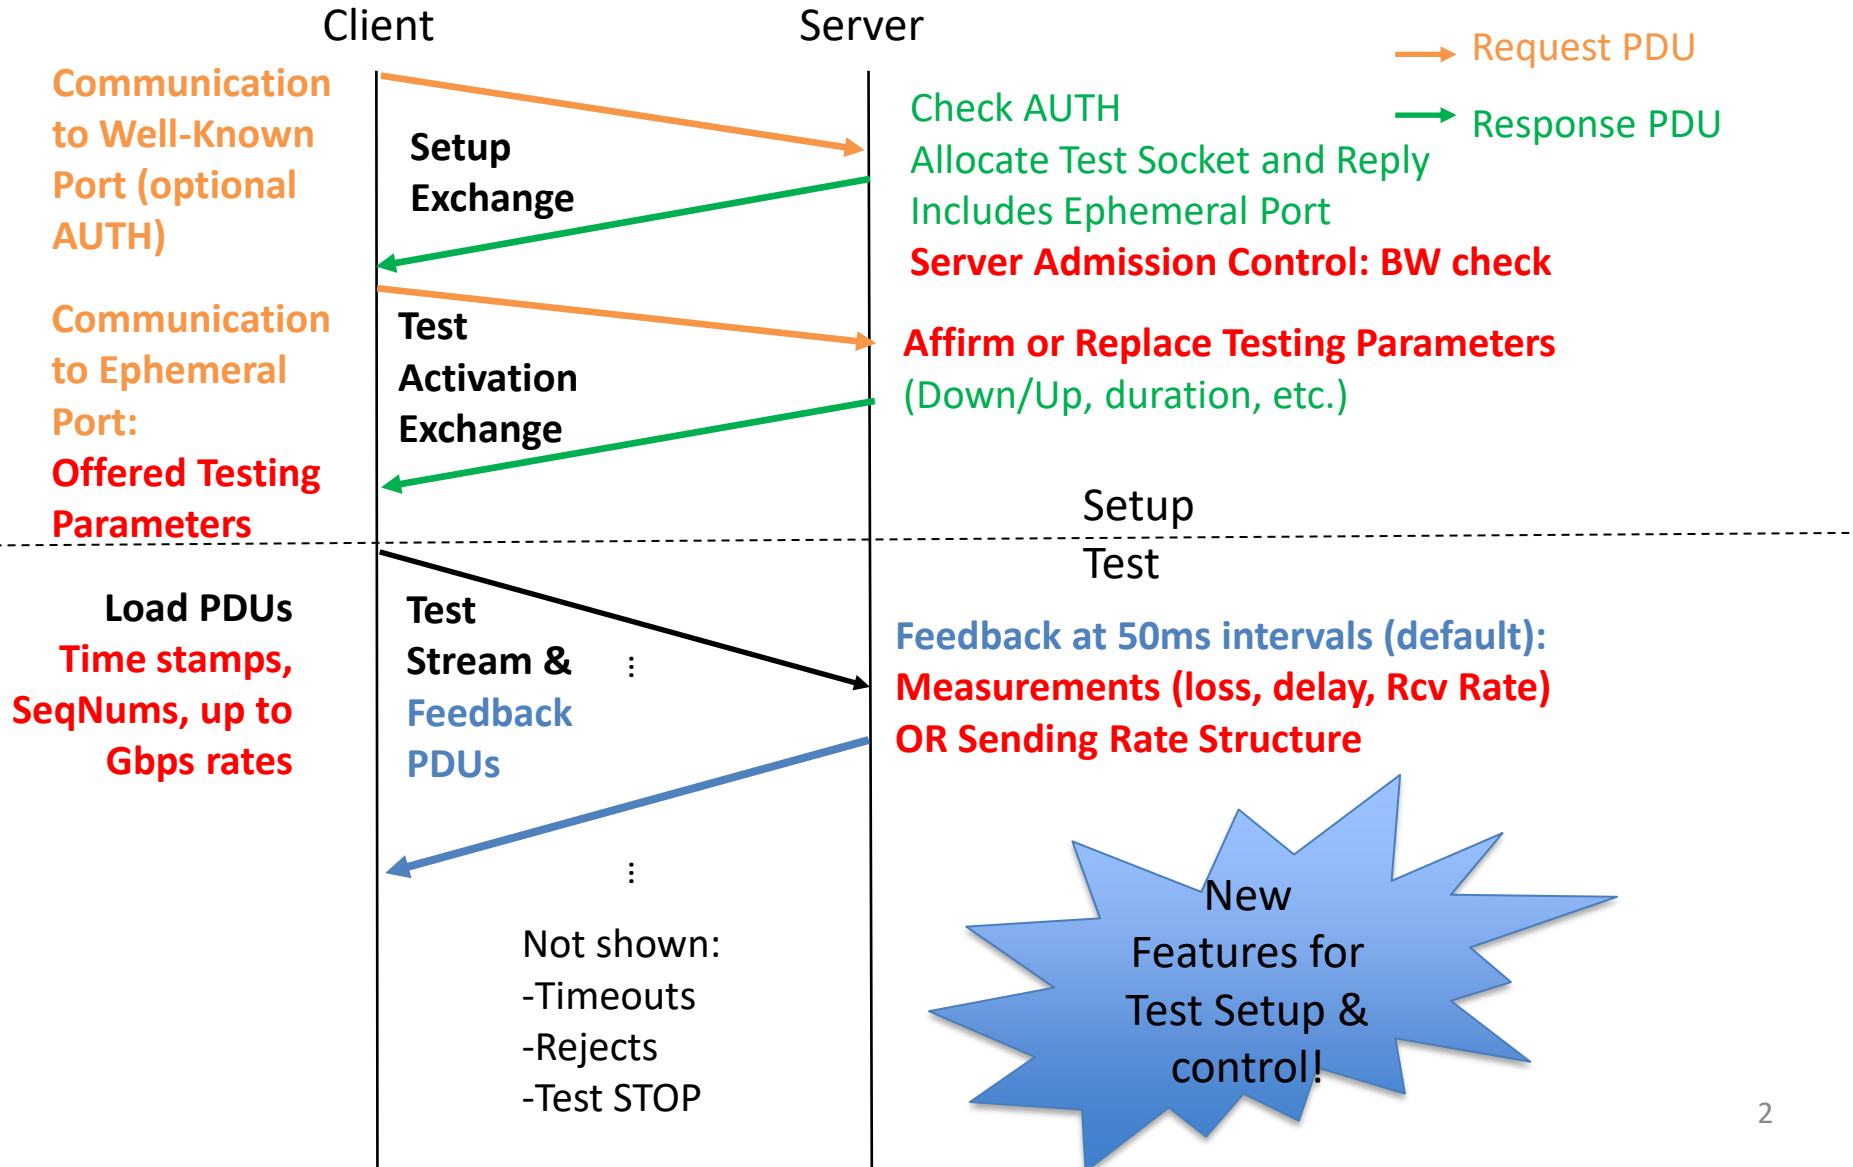 Client
Server
Request PDU
Response PDU
Communication
to Well-Known
Port (optional
AUTH)
Setup
Exchange
Check AUTH
Allocate Test Socket and Reply
Includes Ephemeral Port
Server Admission Control: BW check
Communication
to Ephemeral
Port:
Offered Testing
Parameters
Test
Activation
Exchange
Affirm or Replace Testing Parameters
(Down/Up, duration, etc.)
Setup
Test
Load PDUs
Time stamps,
SeqNums, up to
Gbps rates
Test
Stream &
Feedback
PDUs
...
Feedback at 50ms intervals (default):
Measurements (loss, delay, Rcv Rate)
OR Sending Rate Structure
...
Not shown:
-Timeouts
-Rejects
-Test STOP
New
Features for
Test Setup &
control!
2